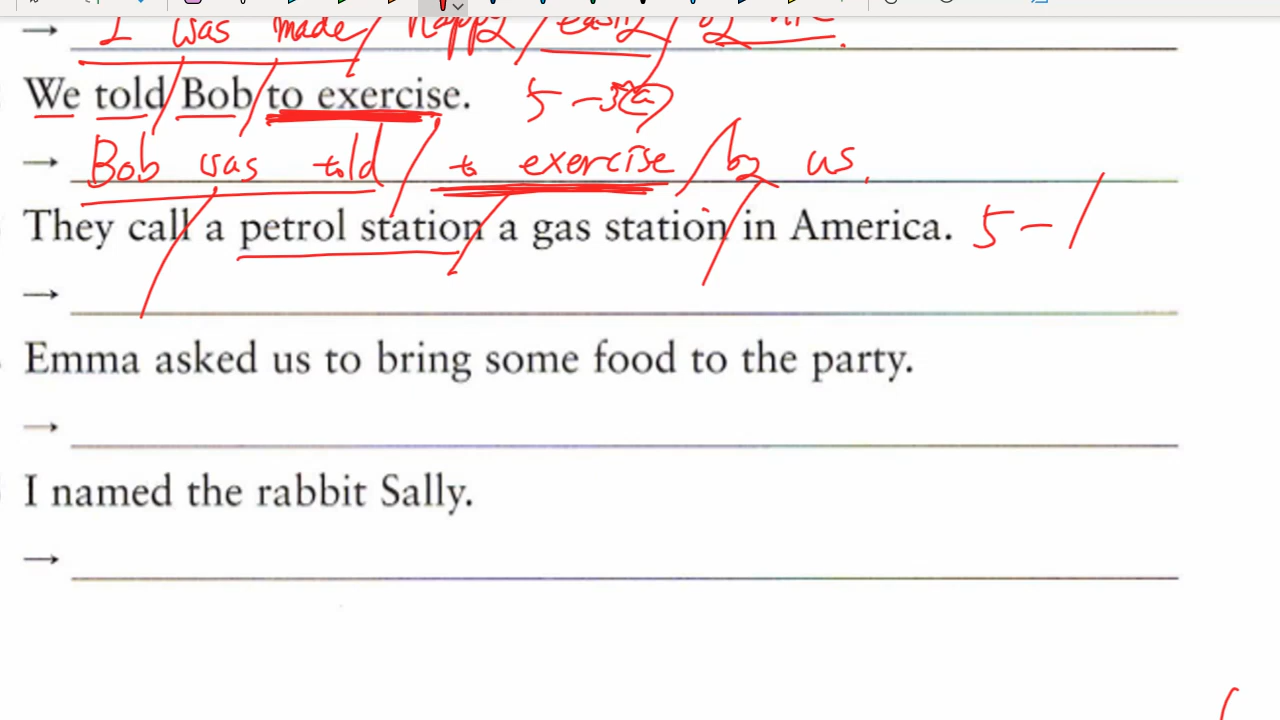 → I was made / happy / easily / by him.
We told Bob to exercise. 5-3(a)
→ Bob was told / to exercise / by us.
They call a petrol station a gas station in America. 5-1
→
Emma asked us to bring some food to the party.
→
I named the rabbit Sally.
→